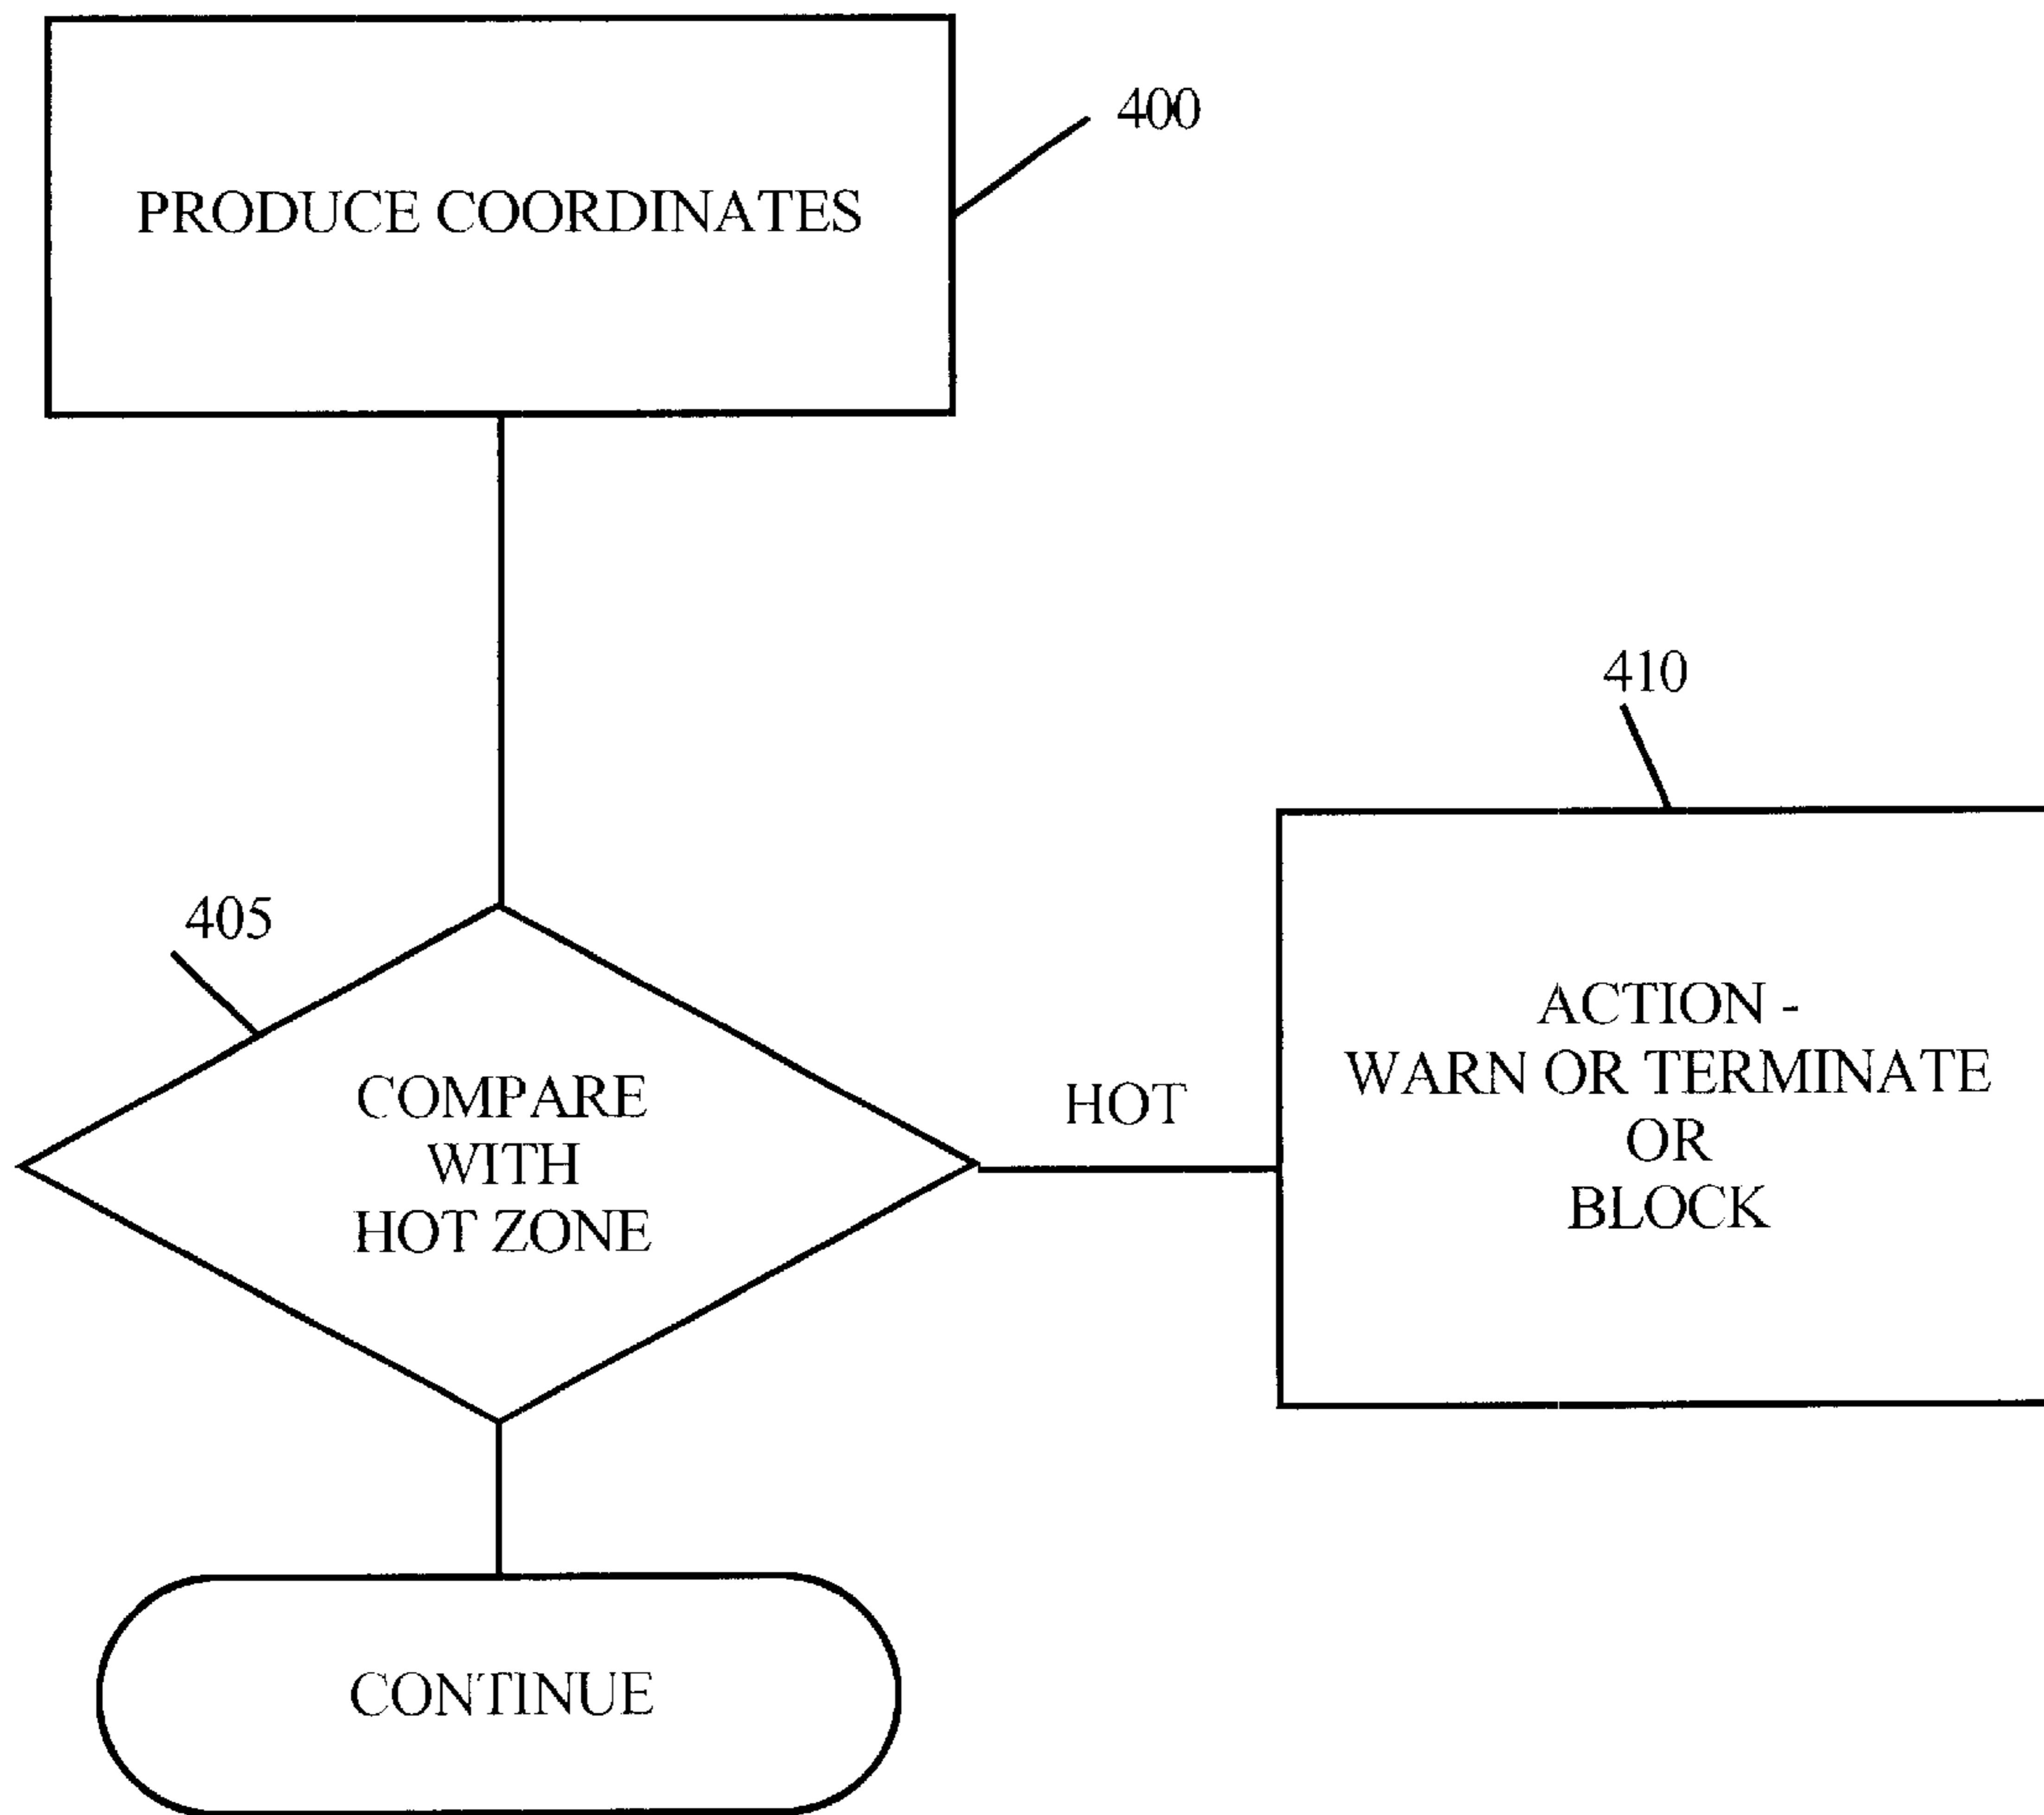 PRODUCE COORDINATES
400
410
405
COMPARE
WITH
HOT ZONE
HOT
ACTION -
WARN OR TERMINATE
OR
BLOCK
CONTINUE